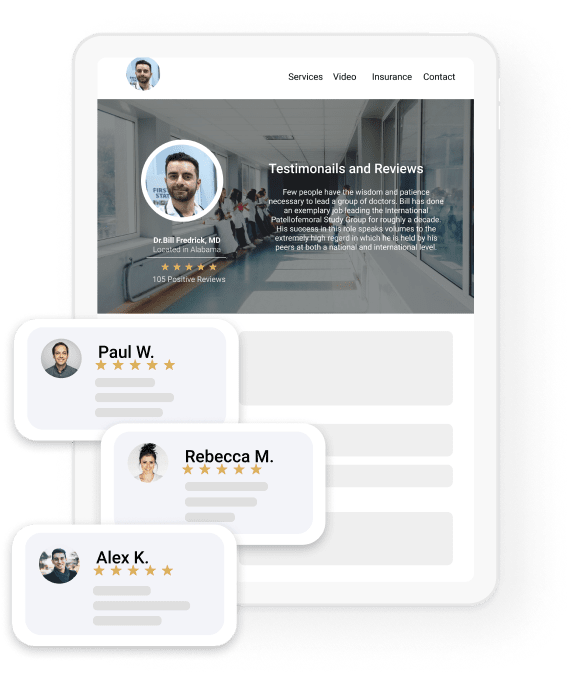 Services Video Insurance Contact
Testimonails and Reviews
Few people have the wisdom and patience
necessary to lead a group of doctors. Bill has done
an exemplary job leading the International
Patellofemoral Study Group for roughly a decade.
His success in this role speaks volumes to the
extremely high regard in which he is held by his
peers at both a national and international level.
FIRS
STAT
Dr.Bill Fredrick, MD
Located in Alabama
105 Positive Reviews
Paul W.
Rebecca M.
Alex K.